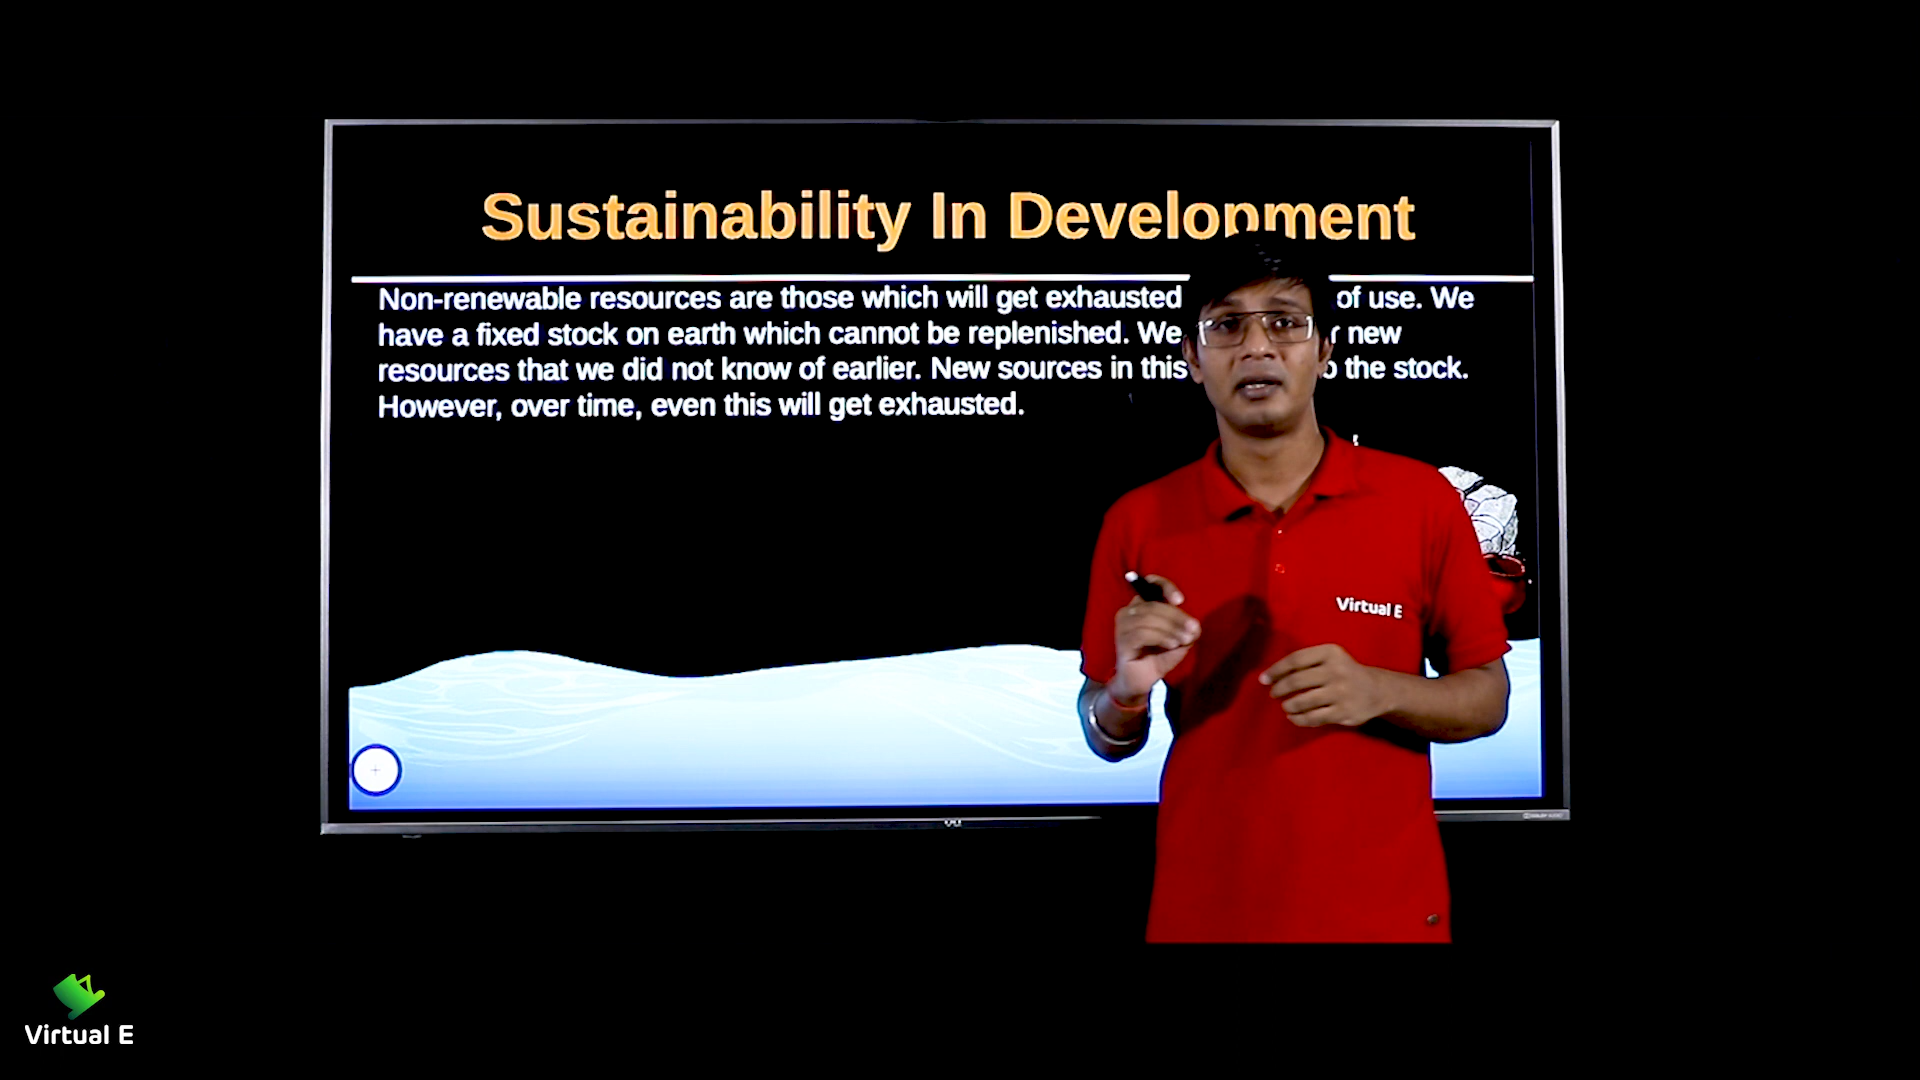 Sustainability In Development
Non-renewable resources are those which will get exhausted of use. We
have a fixed stock on earth which cannot be replenished. We new
resources that we did not know of earlier. New sources in this the stock.
However, over time, even this will get exhausted.
Virtual E
Virtual E